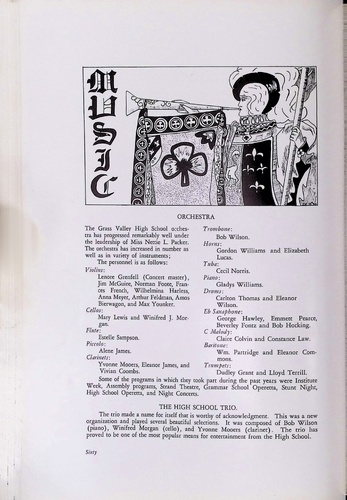 MUSIC
ORCHESTRA
The Grass Valley High School orches-
tra has progressed remarkably well under
the leadership of Miss Nettie L. Packer.
The orchestra has increased in number as
well as in variety of instruments;
The personnel is as follows:
Violins:
Lenore Grenfell (Concert master),
Jim McGuire, Norman Foote, Fran-
ces French, Wilhelmina Harless,
Anna Meyer, Arthur Feldman, Amos
Bierwagon, and Max Younker.
Cellos:
Mary Lewis and Winifred J. Mor-
gan.
Flute:
Estelle Sampson.
Piccolo:
Alene James.
Clarinets:
Yvonne Mooers, Eleanor James, and
Vivian Coombs.
Trombone:
Bob Wilson.
Horns:
Gordon Williams and Elizabeth
Lucas.
Tuba:
Cecil Norris.
Piano:
Gladys Williams.
Drums:
Carlton Thomas and Eleanor
Wilson.
Eb Saxaphone:
George Hawley, Emmett Pearce,
Beverley Fontz and Bob Hocking.
C Melody:
Claire Colvin and Constance Law.
Baritone:
Wm. Partridge and Eleanor Com-
mons.
Trumpets:
Dudley Grant and Lloyd Terrill.
Some of the programs in which they took part during the past years were Institute
Week, Assembly programs, Strand Theatre, Grammar School Operetta, Stunt Night,
High School Operetta, and Night Concerts.
THE HIGH SCHOOL TRIO.
The trio made a name for itself that is worthy of acknowledgment. This was a new
organization and played several beautiful selections. It was composed of Bob Wilson
(piano), Winifred Morgan (cello), and Yvonne Mooers (clarinet). The trio has
proved to be one of the most popular means for entertainment from the High School.
Sixty